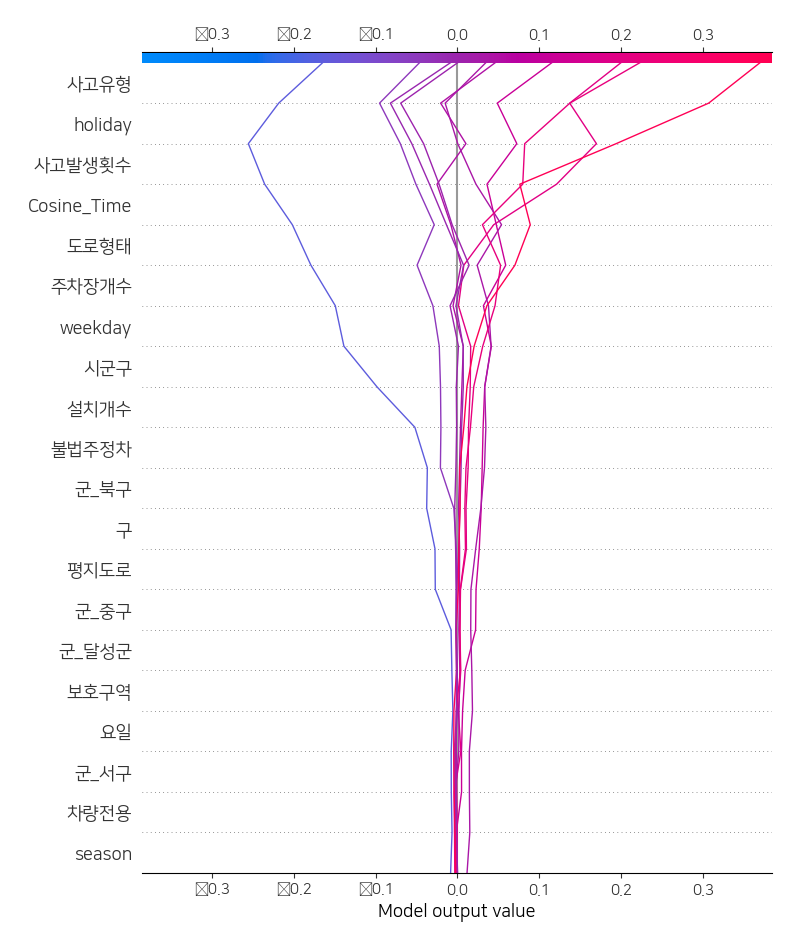 ▯0.3 ▯0.2 ▯0.1 0.0 0.1 0.2 0.3
사고유형
holiday
사고발생횟수
Cosine_Time
도로형태
주차장개수
weekday
시군구
설치개수
불법주정차
군_북구
구
평지도로
군_중구
군_달성군
보호구역
요일
군_서구
차량전용
season
▯0.3 ▯0.2 ▯0.1 0.0 0.1 0.2 0.3
Model output value